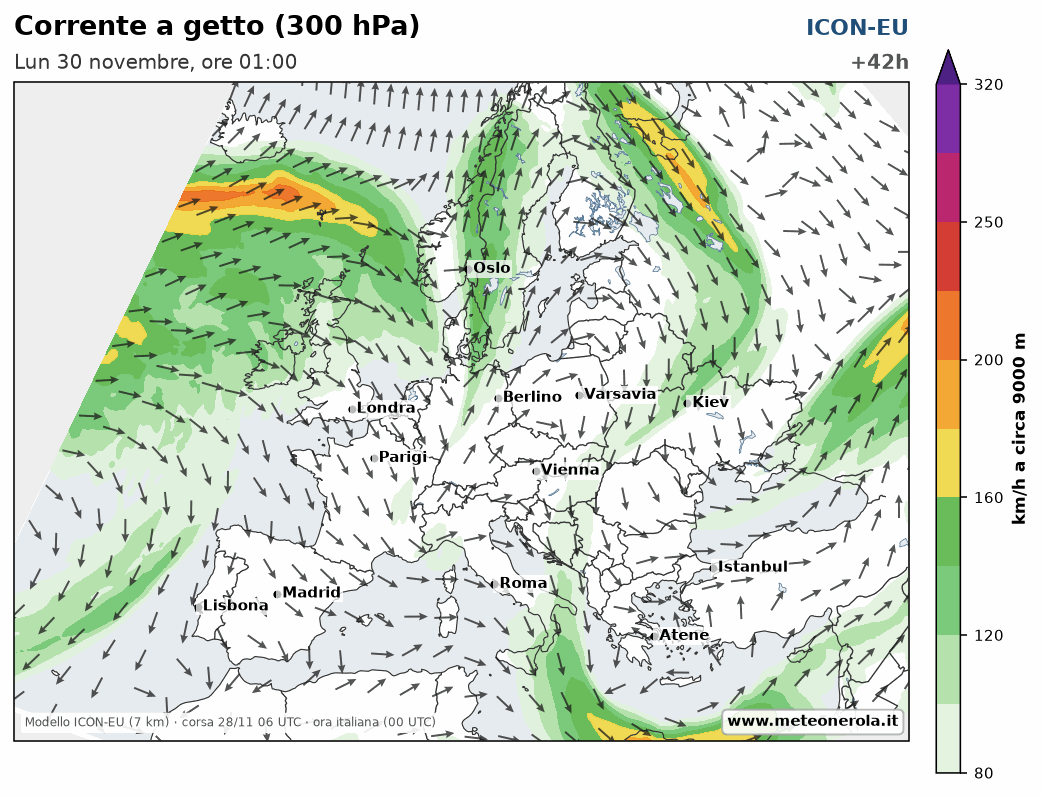 Corrente a getto (300 hPa)
ICON-EU
Lun 30 novembre, ore 01:00
+42h
320
250
200
160
120
80
km/h a circa 9000 m
Oslo
Berlino
Varsavia
Kiev
Londra
Parigi
Vienna
Istanbul
Roma
Madrid
Lisbona
Atene
Modello ICON-EU (7 km) · corsa 28/11 06 UTC · ora italiana (00 UTC)
www.meteonerola.it